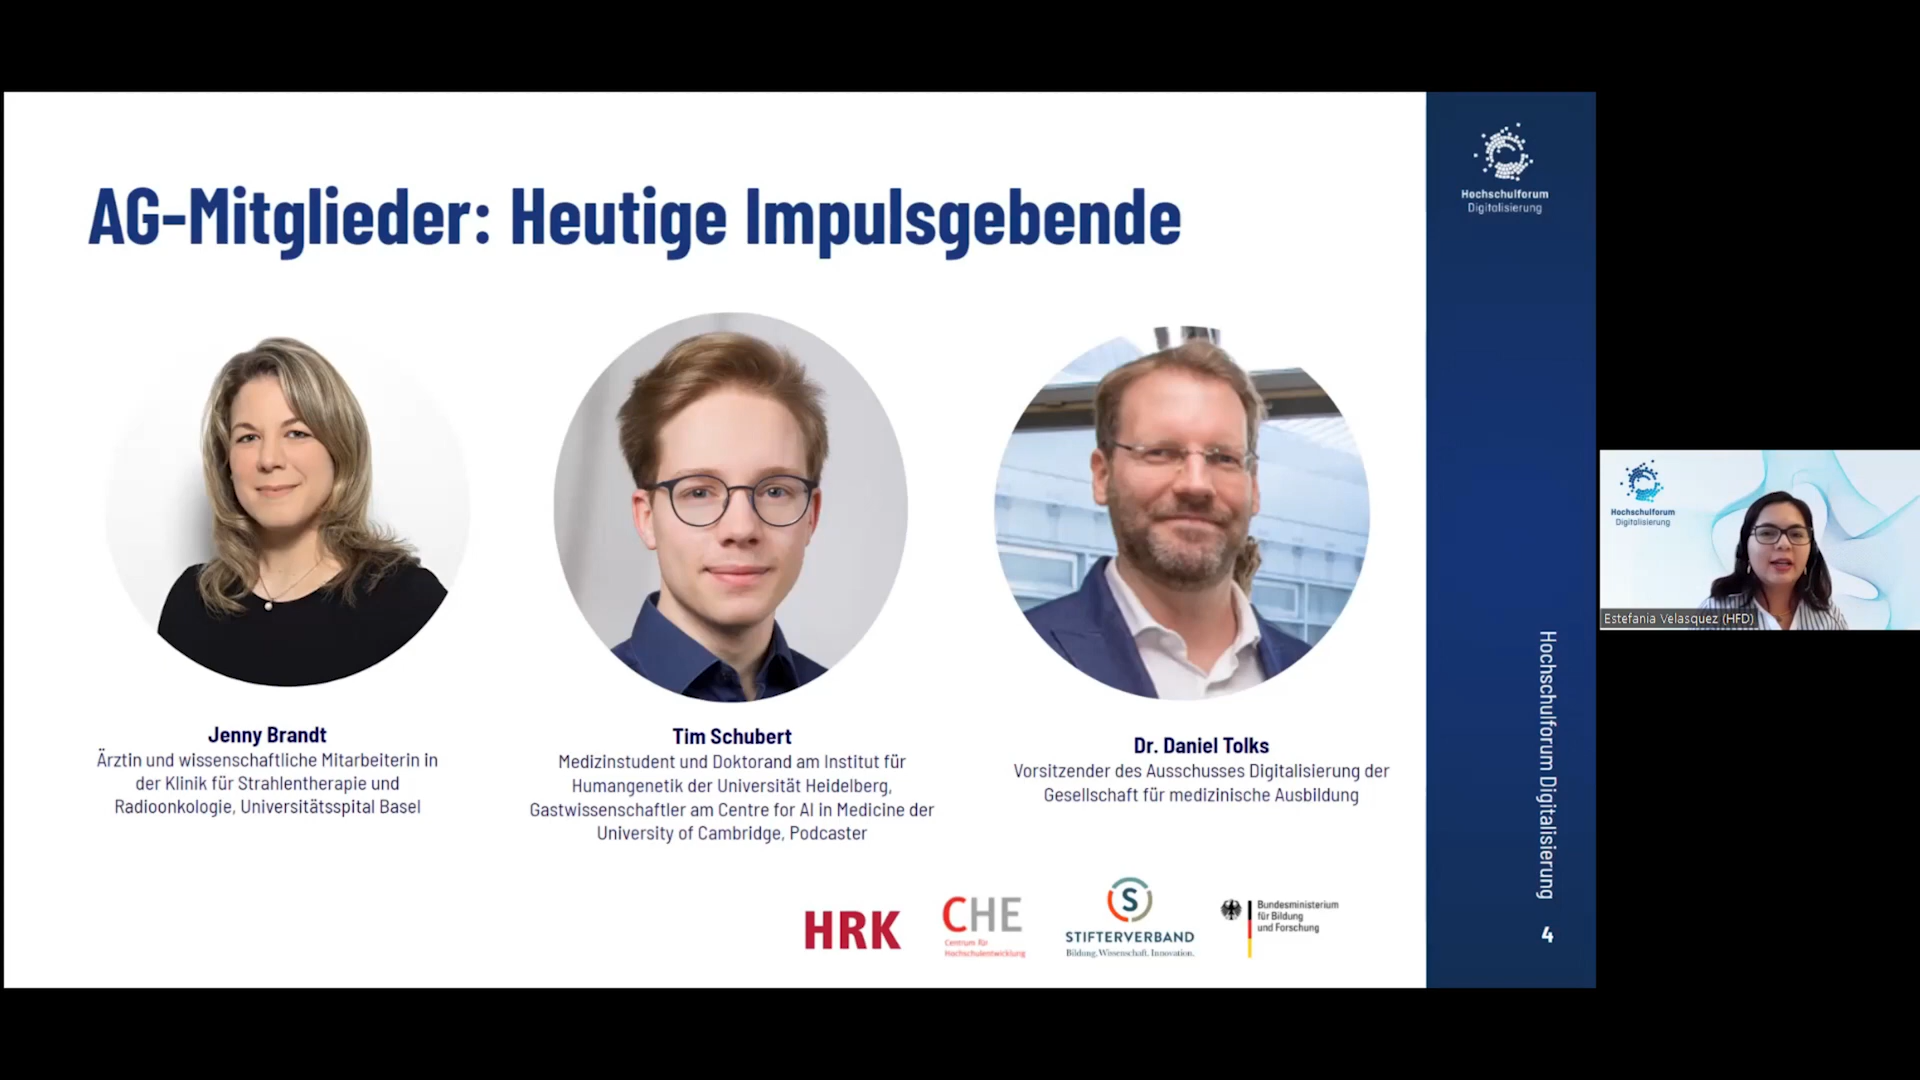 AG-Mitglieder: Heutige Impulsgebende
Jenny Brandt
Ärztin und wissenschaftliche Mitarbeiterin in
der Klinik für Strahlentherapie und
Radioonkologie, Universitätsspital Basel
Tim Schubert
Medizinstudent und Doktorand am Institut für
Humangenetik der Universität Heidelberg,
Gastwissenschaftler am Centre for AI in Medicine der
University of Cambridge, Podcaster
Dr. Daniel Tolks
Vorsitzender des Ausschusses Digitalisierung der
Gesellschaft für medizinische Ausbildung
HRK
CHE
Centrum für
Hochschulentwicklung
S
STIFTERVERBAND
Bildung. Wissenschaft. Innovation.
Bundesministerium
für Bildung
und Forschung
Hochschulforum
Digitalisierung
Hochschulforum Digitalisierung
4
Hochschulforum
Digitalisierung
Estefania Velasquez (HFD)